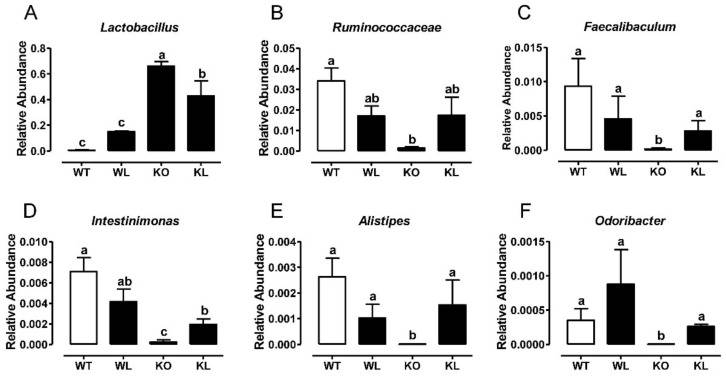 A
Lactobacillus
Relative Abundance
0.8
0.6
0.4
0.2
0.0
c
c
a
b
WT WL KO KL
B
Ruminococcaceae
Relative Abundance
0.05
0.04
0.03
0.02
0.01
0.00
a
ab
b
ab
WT WL KO KL
C
Faecalibaculum
Relative Abundance
0.015
0.010
0.005
0.000
a
a
b
a
WT WL KO KL
D
Intestinimonas
Relative Abundance
0.010
0.008
0.006
0.004
0.002
0.000
a
ab
c
b
WT WL KO KL
E
Alistipes
Relative Abundance
0.004
0.003
0.002
0.001
0.000
a
a
b
a
WT WL KO KL
F
Odoribacter
Relative Abundance
0.0015
0.0010
0.0005
0.0000
a
a
b
a
WT WL KO KL